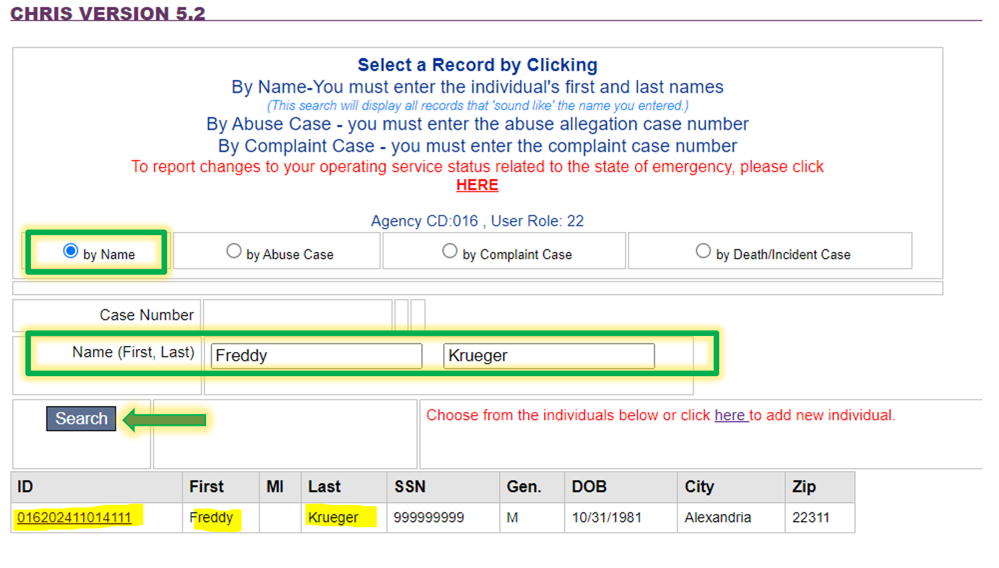 CHRIS VERSION 5.2
Select a Record by Clicking
By Name-You must enter the individual's first and last names
(This search will display all records that 'sound like' the name you entered.)
By Abuse Case - you must enter the abuse allegation case number
By Complaint Case - you must enter the complaint case number
To report changes to your operating service status related to the state of emergency, please click
HERE
Agency CD:016 , User Role: 22
by Name by Abuse Case by Complaint Case by Death/Incident Case
Case Number
Name (First, Last) Freddy Krueger
Search Choose from the individuals below or click here to add new individual.
ID First MI Last SSN Gen. DOB City Zip
016202411014111 Freddy Krueger 999999999 M 10/31/1981 Alexandria 22311